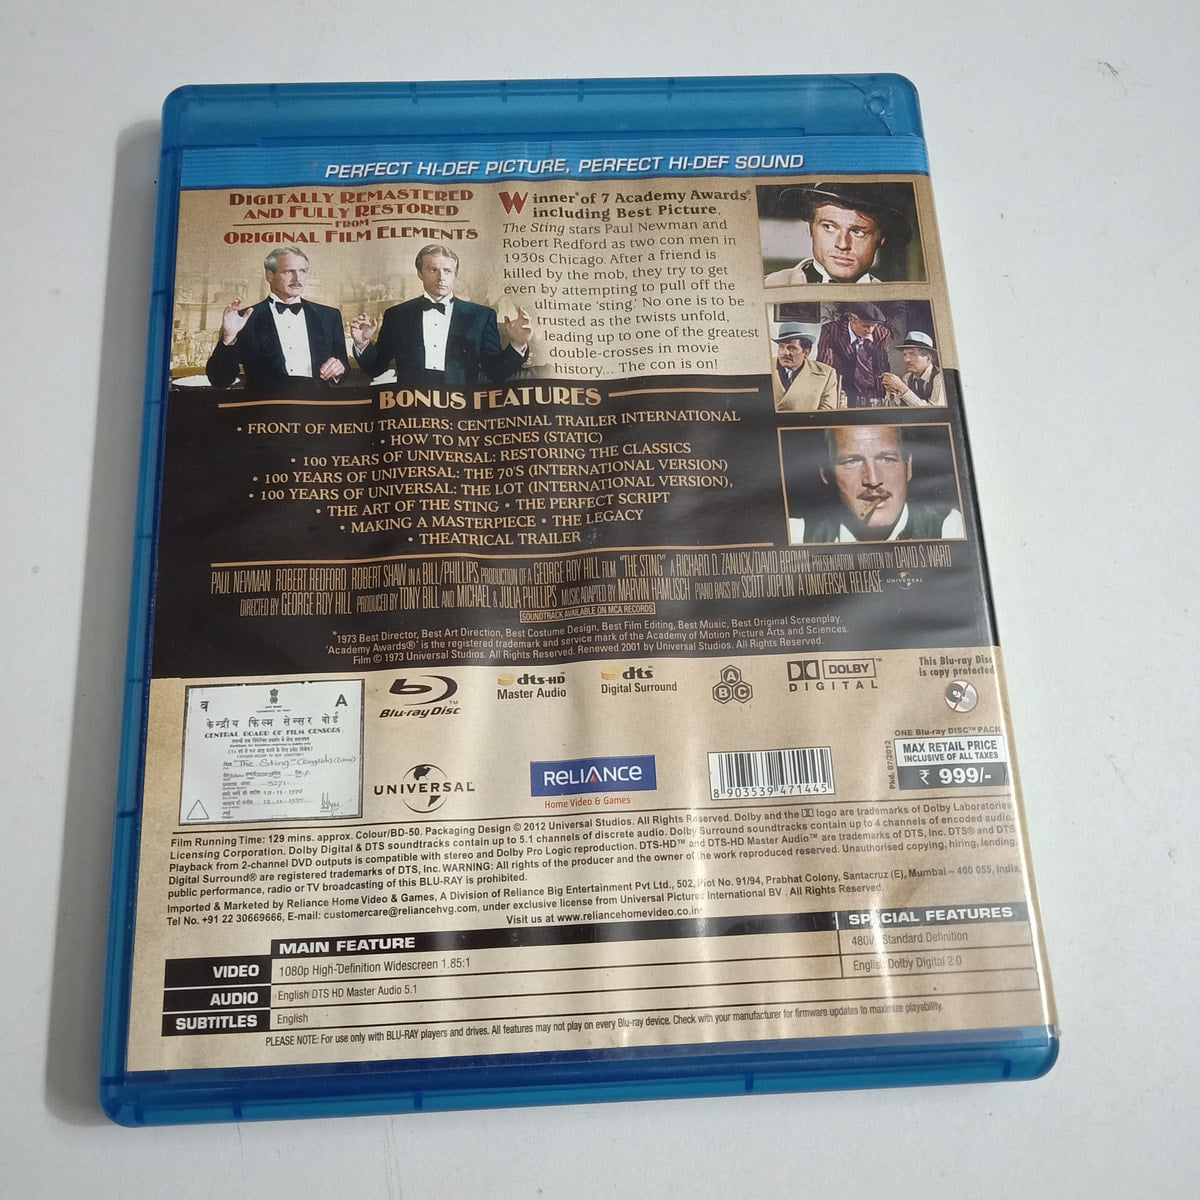 PERFECT HI-DEF PICTURE, PERFECT HI-DEF SOUND
DIGITALLY REMASTERED
AND FULLY RESTORED
FROM
ORIGINAL FILM ELEMENTS
Winner* of 7 Academy Awards®,
including Best Picture,
The Sting stars Paul Newman and
Robert Redford as two con men in
1930s Chicago. After a friend is
killed by the mob, they try to get
even by attempting to pull off the
ultimate 'sting.' No one is to be
trusted as the twists unfold,
leading up to one of the greatest
double-crosses in movie
history... The con is on!
BONUS FEATURES
• FRONT OF MENU TRAILERS: CENTENNIAL TRAILER INTERNATIONAL
• HOW TO MY SCENES (STATIC)
• 100 YEARS OF UNIVERSAL: RESTORING THE CLASSICS
• 100 YEARS OF UNIVERSAL: THE 70'S (INTERNATIONAL VERSION)
• 100 YEARS OF UNIVERSAL: THE LOT (INTERNATIONAL VERSION),
• THE ART OF THE STING • THE PERFECT SCRIPT
• MAKING A MASTERPIECE • THE LEGACY
• THEATRICAL TRAILER
PAUL NEWMAN ROBERT REDFORD ROBERT SHAW IN A BILL/PHILLIPS PRODUCTION OF A GEORGE ROY HILL FILM "THE STING" A RICHARD D. ZANUCK/DAVID BROWN PRESENTATION WRITTEN BY DAVID S. WARD
DIRECTED BY GEORGE ROY HILL PRODUCED BY TONY BILL AND MICHAEL & JULIA PHILLIPS MUSIC ADAPTED BY MARVIN HAMLISCH PIANO RAGS BY SCOTT JOPLIN A UNIVERSAL RELEASE UNIVERSAL
SOUNDTRACK AVAILABLE ON MCA RECORDS
*1973 Best Director, Best Art Direction, Best Costume Design, Best Film Editing, Best Music, Best Original Screenplay.
'Academy Awards®' is the registered trademark and service mark of the Academy of Motion Picture Arts and Sciences.
Film © 1973 Universal Studios. All Rights Reserved. Renewed 2001 by Universal Studios. All Rights Reserved.
व A
केन्द्रीय फिल्म सेन्सर बोर्ड
CENTRAL BOARD OF FILM CENSORS
"The Sting"
Blu-ray Disc™
dts-HD
Master Audio
dts
Digital Surround
A B C
DOLBY™
DIGITAL
This Blu-ray Disc
is copy protected
ONE Blu-ray DISC™ PACK
MAX RETAIL PRICE
INCLUSIVE OF ALL TAXES
₹ 999/-
Pkd. 07/2012
UNIVERSAL
RELIANCE
Home Video & Games
8 903539 471445
Film Running Time: 129 mins. approx. Colour/BD-50. Packaging Design © 2012 Universal Studios. All Rights Reserved. Dolby and the logo are trademarks of Dolby Laboratories
Licensing Corporation. Dolby Digital & DTS soundtracks contain up to 5.1 channels of discrete audio. Dolby Surround soundtracks contain up to 4 channels of encoded audio.
Playback from 2-channel DVD outputs is compatible with stereo and Dolby Pro Logic reproduction. DTS-HD™ and DTS-HD Master Audio™ are trademarks of DTS, Inc. DTS® and DTS
Digital Surround® are registered trademarks of DTS, Inc. WARNING: All rights of the producer and the owner of the work reproduced reserved. Unauthorised copying, hiring, lending,
public performance, radio or TV broadcasting of this BLU-RAY is prohibited.
Imported & Marketed by Reliance Home Video & Games, A Division of Reliance Big Entertainment Pvt Ltd., 502, Plot No. 91/94, Prabhat Colony, Santacruz (E), Mumbai – 400 055, India,
Tel No. +91 22 30669666, E-mail: customercare@reliancehvg.com, under exclusive license from Universal Pictures International BV . All Rights Reserved.
Visit us at www.reliancehomevideo.co.in
MAIN FEATURE SPECIAL FEATURES
VIDEO 1080p High-Definition Widescreen 1.85:1 480i/ Standard Definition
AUDIO English DTS HD Master Audio 5.1 English Dolby Digital 2.0
SUBTITLES English
PLEASE NOTE: For use only with BLU-RAY players and drives. All features may not play on every Blu-ray device. Check with your manufacturer for firmware updates to maximize playability.